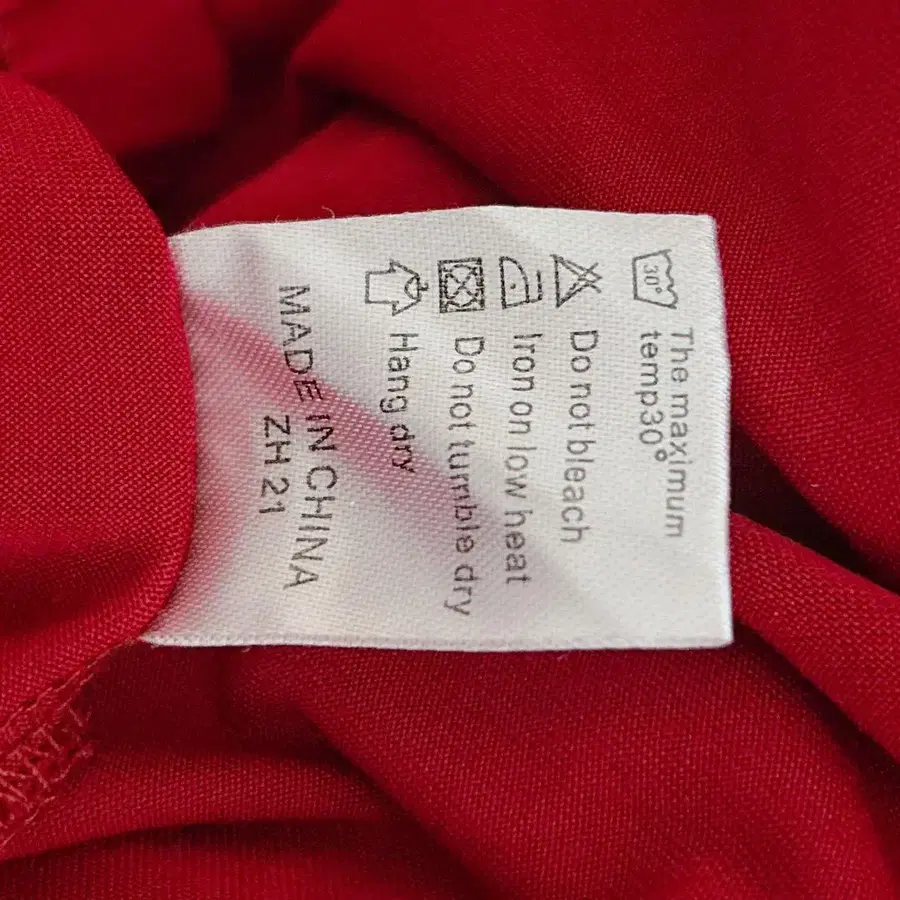 30°
The maximum
temp30°
Do not bleach
Iron on low heat
Do not tumble dry
Hang dry
MADE IN CHINA
ZH 21